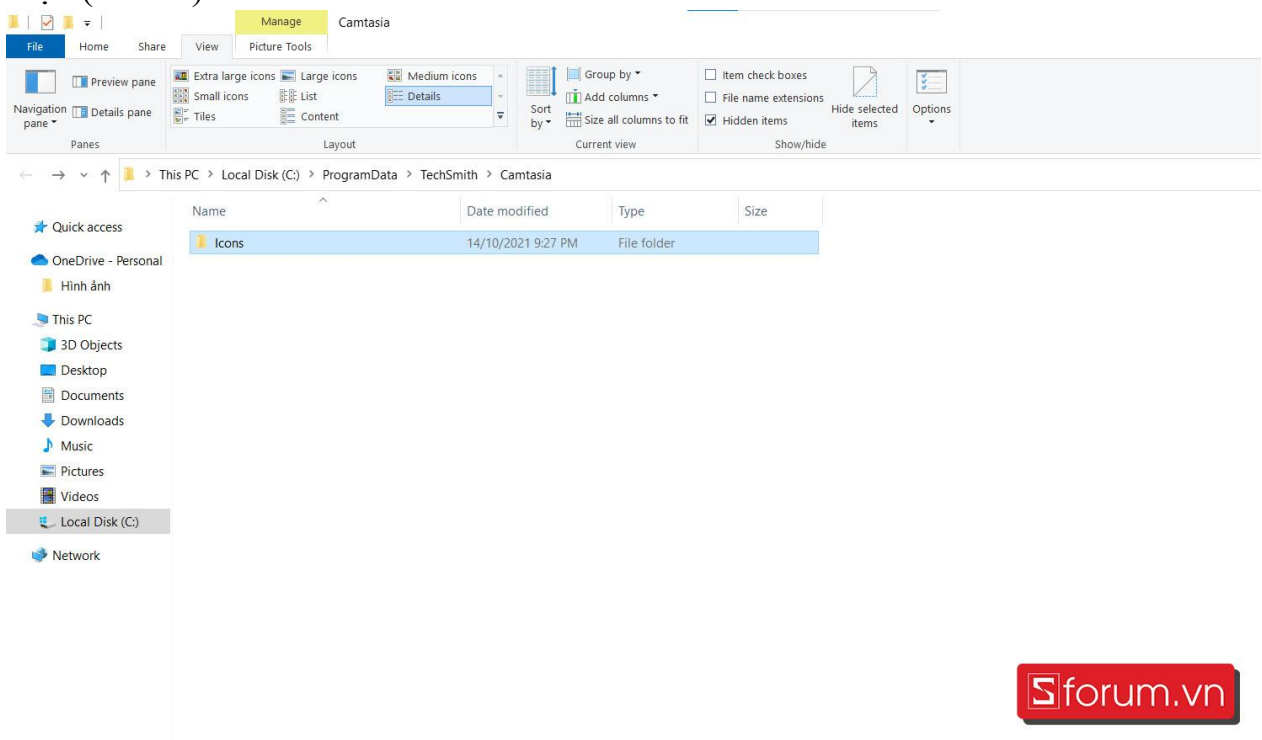 Manage Camtasia
File Home Share View Picture Tools
Navigation pane
Preview pane
Details pane
Panes
Extra large icons Large icons Medium icons
Small icons List Details
Tiles Content
Layout
Sort by
Group by
Add columns
Size all columns to fit
Current view
Item check boxes
File name extensions
Hidden items
Hide selected items
Show/hide
Options
This PC > Local Disk (C:) > ProgramData > TechSmith > Camtasia
Name Date modified Type Size
Icons 14/10/2021 9:27 PM File folder
Quick access
OneDrive - Personal
Hình ảnh
This PC
3D Objects
Desktop
Documents
Downloads
Music
Pictures
Videos
Local Disk (C:)
Network
Sforum.vn